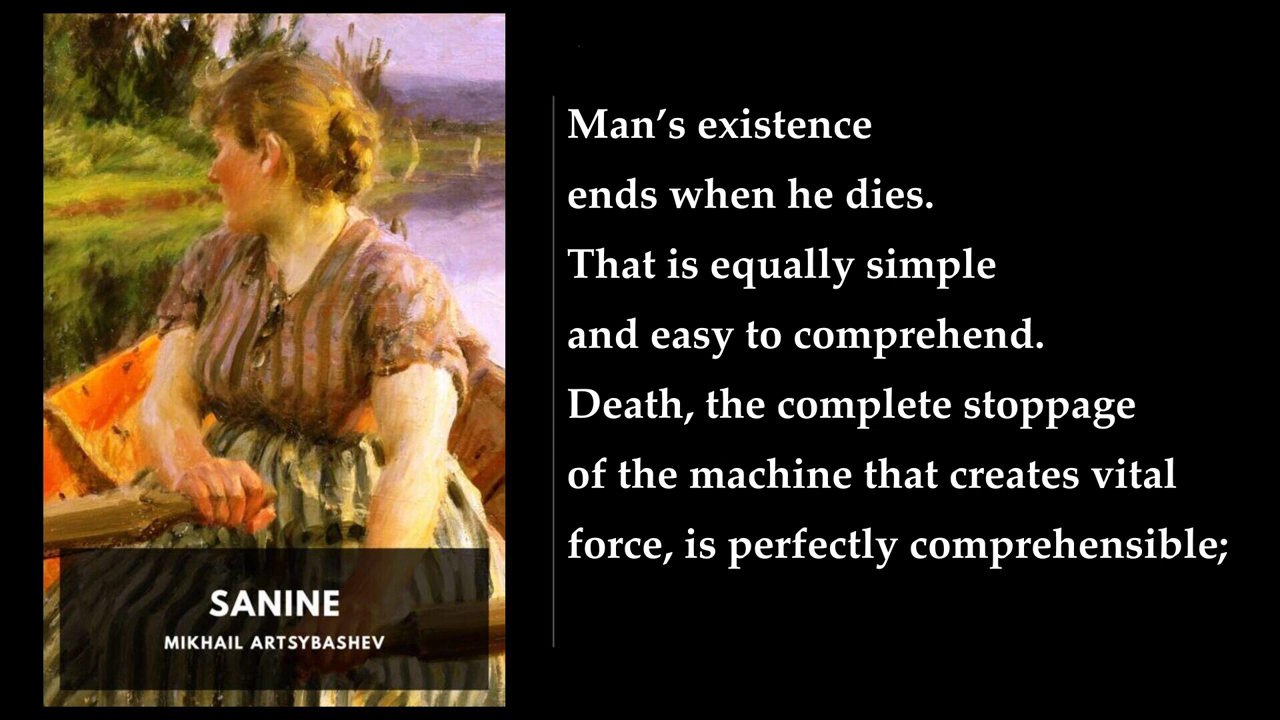 SANINE
MIKHAIL ARTSYBASHEV
Man’s existence
ends when he dies.
That is equally simple
and easy to comprehend.
Death, the complete stoppage
of the machine that creates vital
force, is perfectly comprehensible;